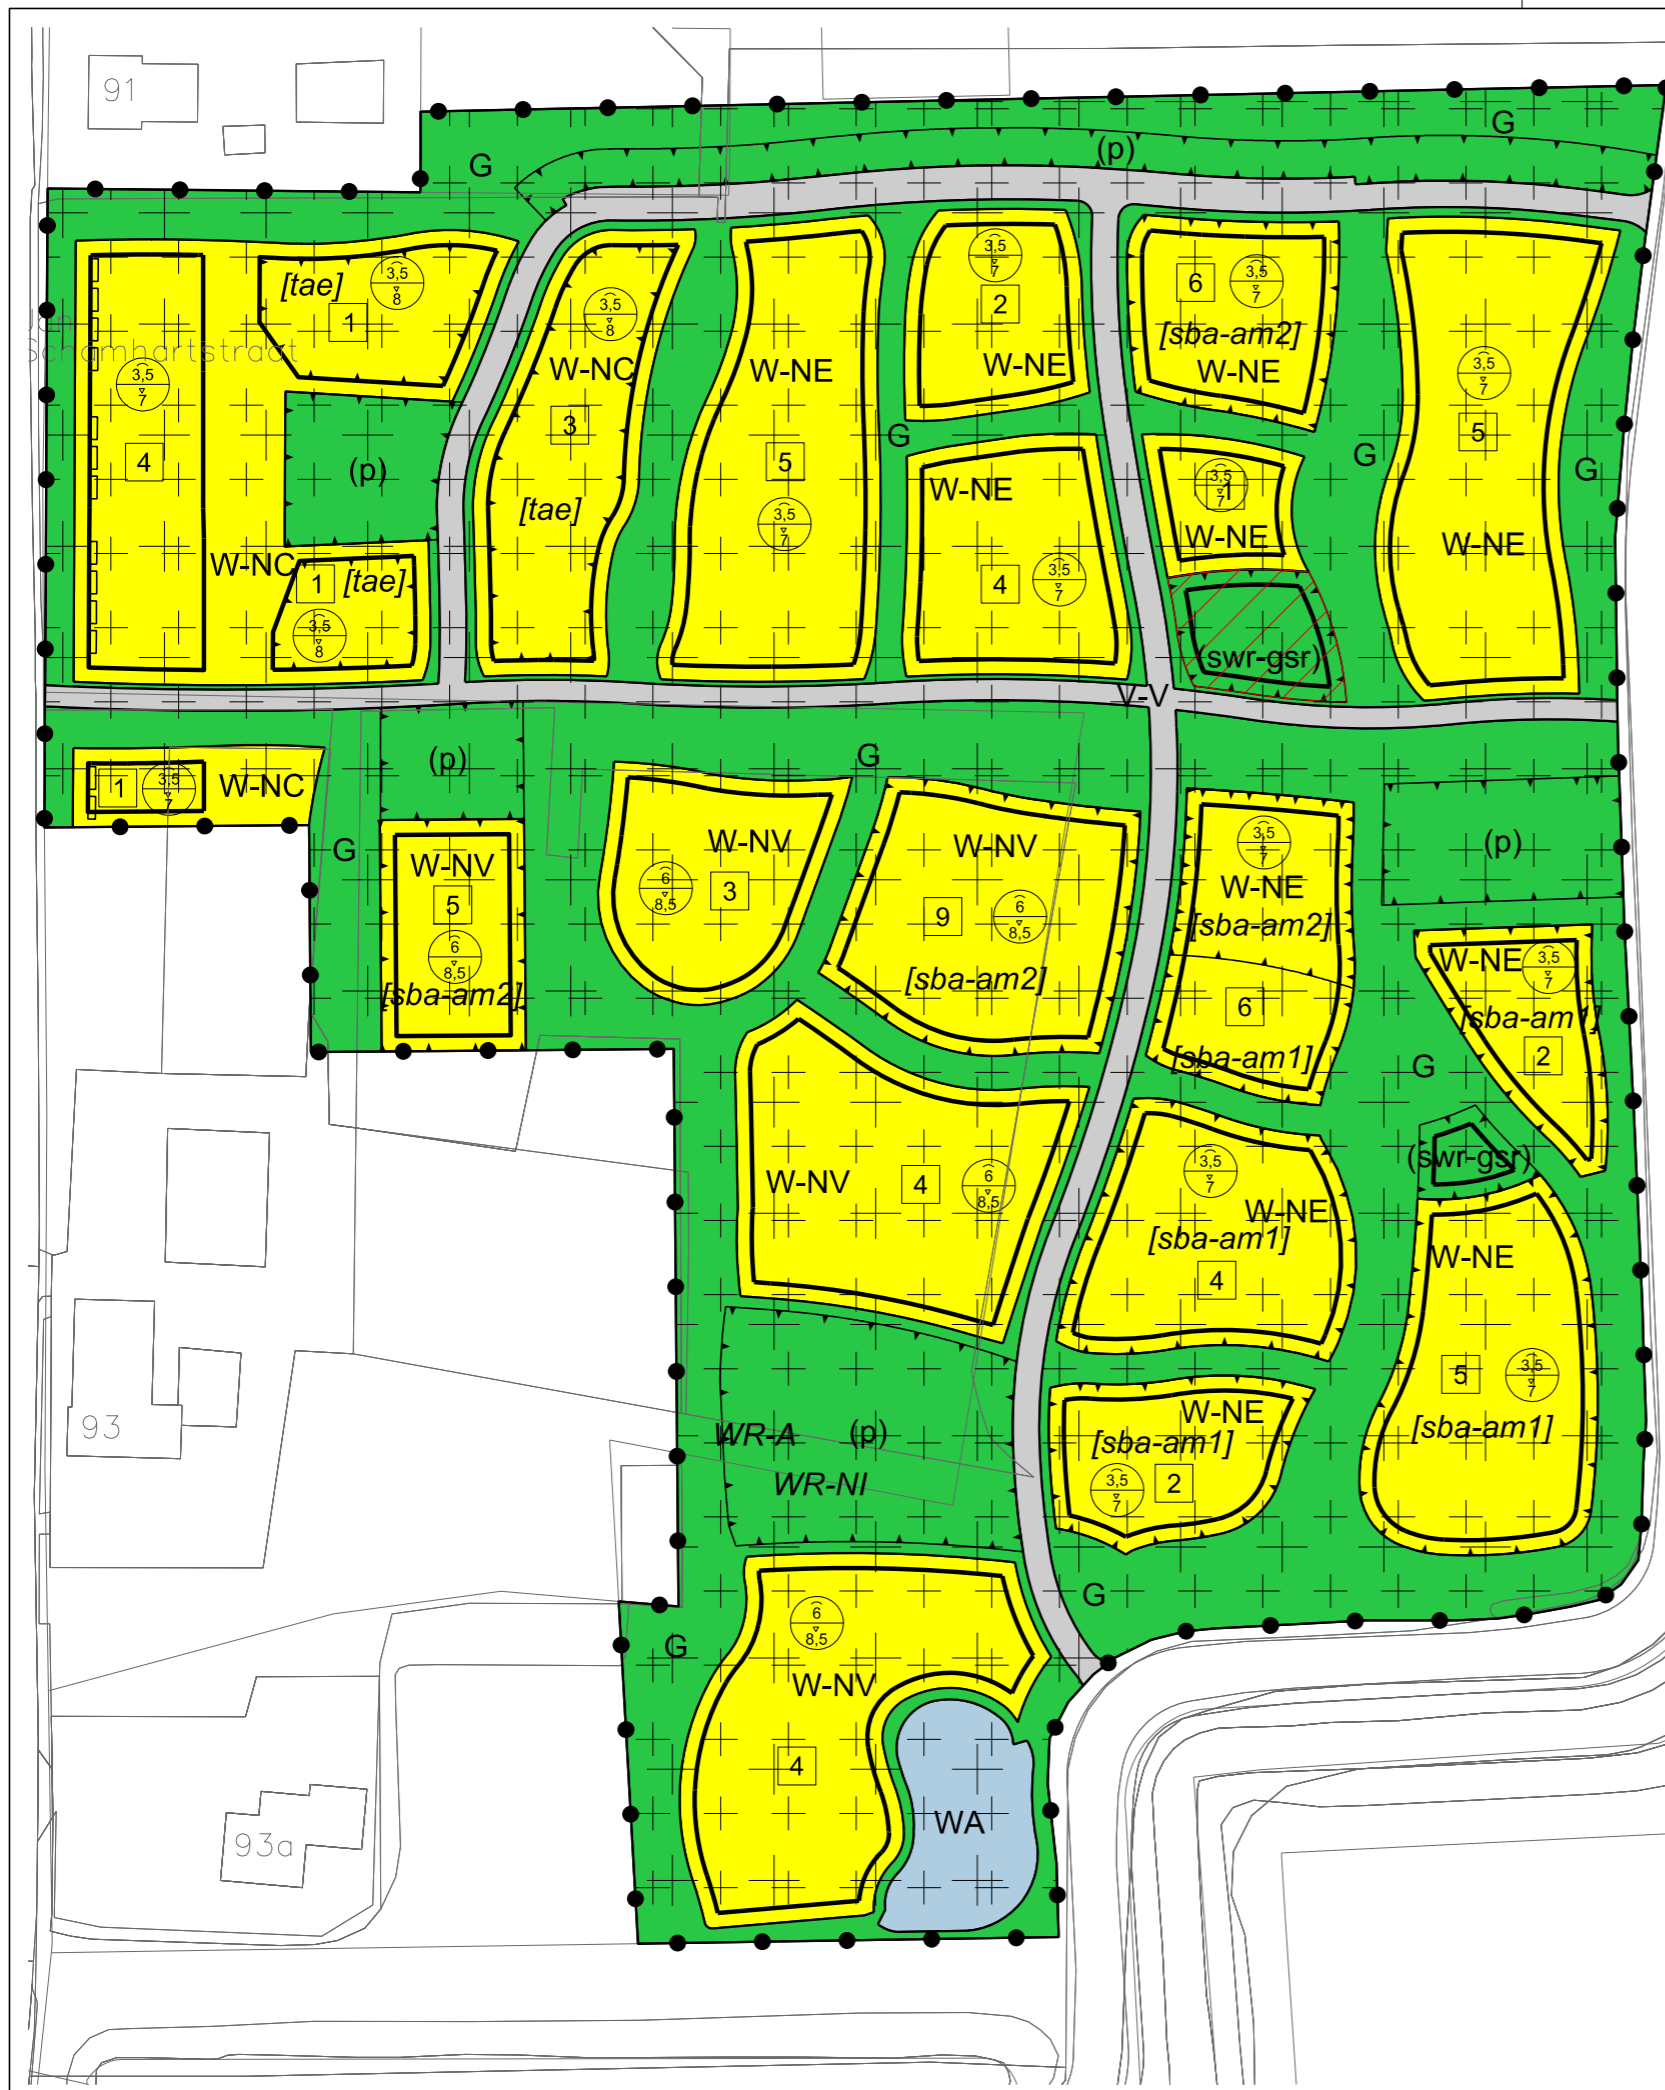 91
G
G
(p)
[tae]
3,5
8
1
3,5
7
2
W-NE
6
3,5
7
[sba-am2]
W-NE
3,5
8
W-NC
3
[tae]
W-NE
5
3,5
7
3,5
7
5
W-NE
Schamhartstraat
3,5
7
4
(p)
G
W-NE
4
3,5
7
3,5
7
1
W-NE
G
G
W-NC
1
[tae]
3,5
8
(swr-gsr)
V-V
1
3,5
7
W-NC
(p)
G
G
W-NV
5
6
8,5
[sba-am2]
W-NV
6
8,5
3
W-NV
9
6
8,5
[sba-am2]
3,5
7
W-NE
[sba-am2]
6
[sba-am1]
(p)
W-NE
3,5
7
[sba-am1]
2
G
(swr-gsr)
W-NV
4
6
8,5
3,5
7
W-NE
[sba-am1]
4
W-NE
5
3,5
7
[sba-am1]
93
WR-A
(p)
WR-NI
W-NE
[sba-am1]
3,5
7
2
G
G
6
8,5
W-NV
4
WA
93a